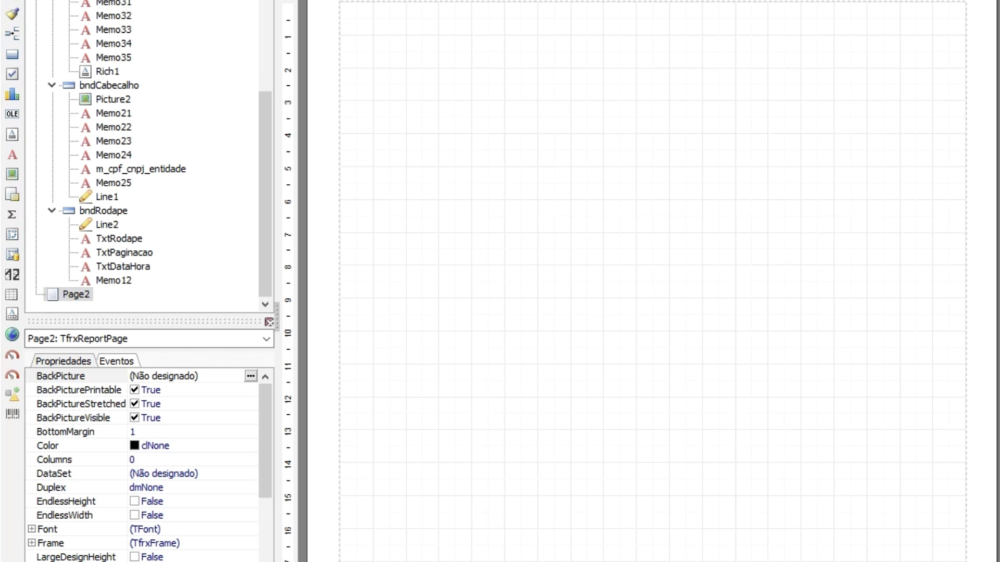 Memo31
Memo32
Memo33
Memo34
Memo35
Rich1
bndCabecalho
Picture2
Memo21
Memo22
Memo23
Memo24
m_cpf_cnpj_entidade
Memo25
Line1
bndRodape
Line2
TxtRodape
TxtPaginacao
TxtDataHora
Memo12
Page2
OLE
12
Page2: TfrxReportPage
Propriedades Eventos
BackPicture (Não designado) ...
BackPicturePrintable True
BackPictureStretched True
BackPictureVisible True
BottomMargin 1
Color clNone
Columns 0
DataSet (Não designado)
Duplex dmNone
EndlessHeight False
EndlessWidth False
Font (TFont)
Frame (TfrxFrame)
LargeDesignHeight False
1
2
3
4
5
6
7
8
9
10
11
12
13
14
15
16